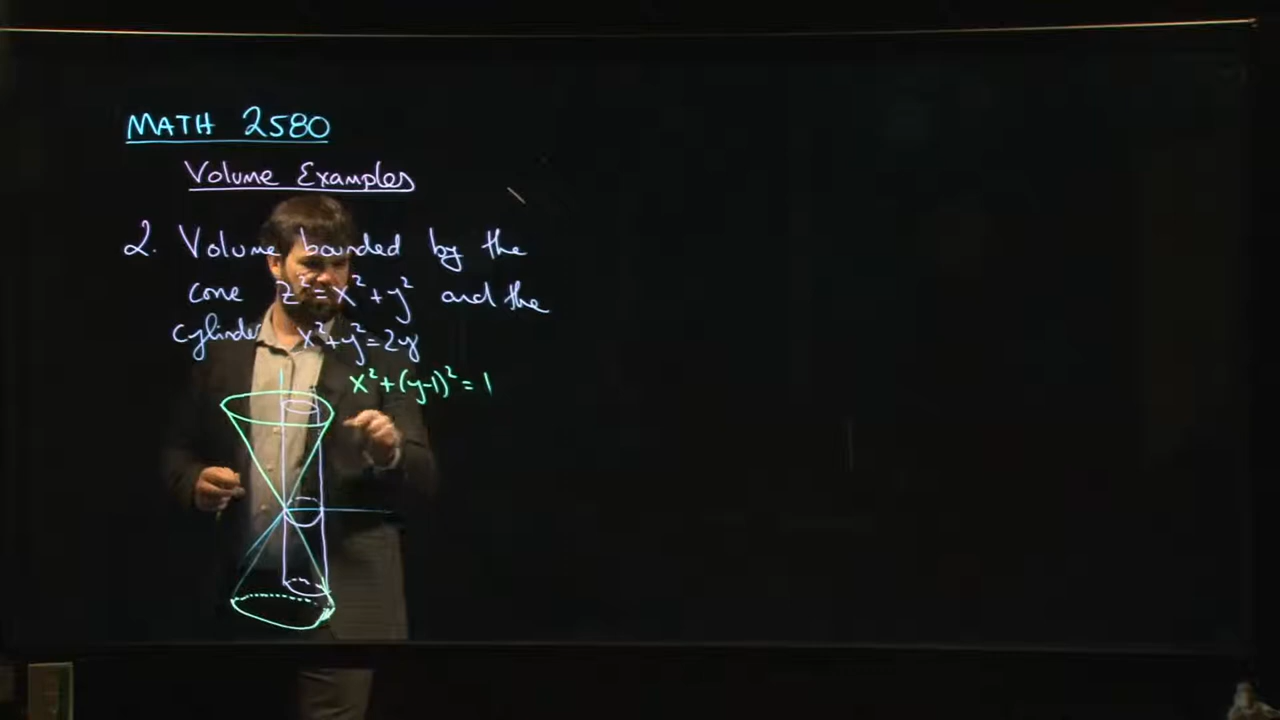 MATH 2580
Volume Examples
2. Volume bounded by the
cone z² = x² + y² and the
cylinder x² + y² = 2y
x² + (y-1)² = 1